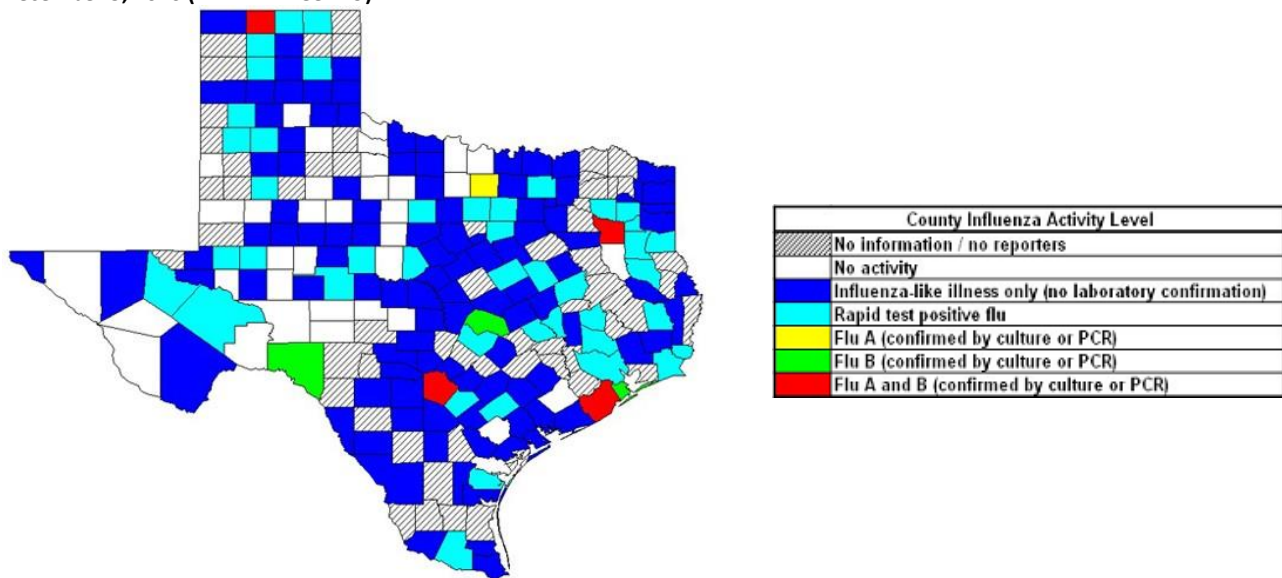 County Influenza Activity Level
No information / no reporters
No activity
Influenza-like illness only (no laboratory confirmation)
Rapid test positive flu
Flu A (confirmed by culture or PCR)
Flu B (confirmed by culture or PCR)
Flu A and B (confirmed by culture or PCR)